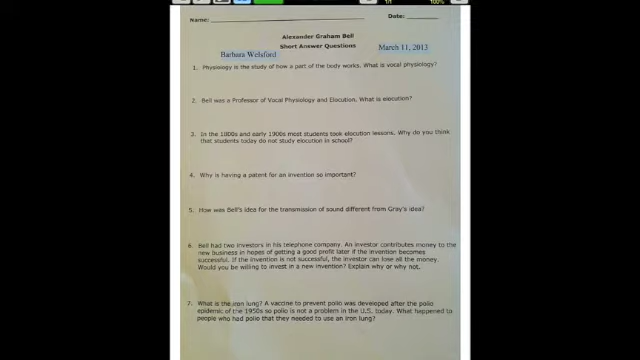 1/1
100%
Name:
Date:
Alexander Graham Bell
Short Answer Questions
March 11, 2013
Barbara Welsford
1. Physiology is the study of how a part of the body works. What is vocal physiology?
2. Bell was a Professor of Vocal Physiology and Elocution. What is elocution?
3. In the 1800s and early 1900s most students took elocution lessons. Why do you think
that students today do not study elocution in school?
4. Why is having a patent for an invention so important?
5. How was Bell's idea for the transmission of sound different from Gray's idea?
6. Bell had two investors in his telephone company. An investor contributes money to the
new business in hopes of getting a good profit later if the invention becomes
successful. If the invention is not successful, the investor can lose all the money.
Would you be willing to invest in a new invention? Explain why or why not.
7. What is the iron lung? A vaccine to prevent polio was developed after the polio
epidemic of the 1950s so polio is not a problem in the U.S. today. What happened to
people who had polio that they needed to use an iron lung?